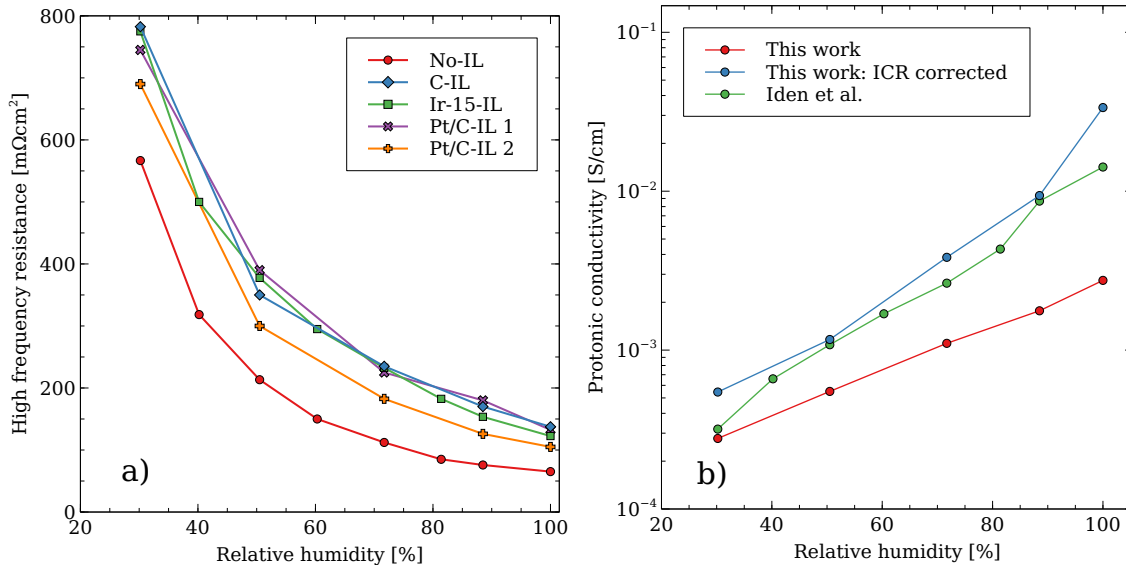 800
600
400
200
0
20
40
60
80
100
High frequency resistance [mΩcm²]
Relative humidity [%]
No-IL
C-IL
Ir-15-IL
Pt/C-IL 1
Pt/C-IL 2
a)
10⁻¹
10⁻²
10⁻³
10⁻⁴
20
40
60
80
100
Protonic conductivity [S/cm]
Relative humidity [%]
This work
This work: ICR corrected
Iden et al.
b)